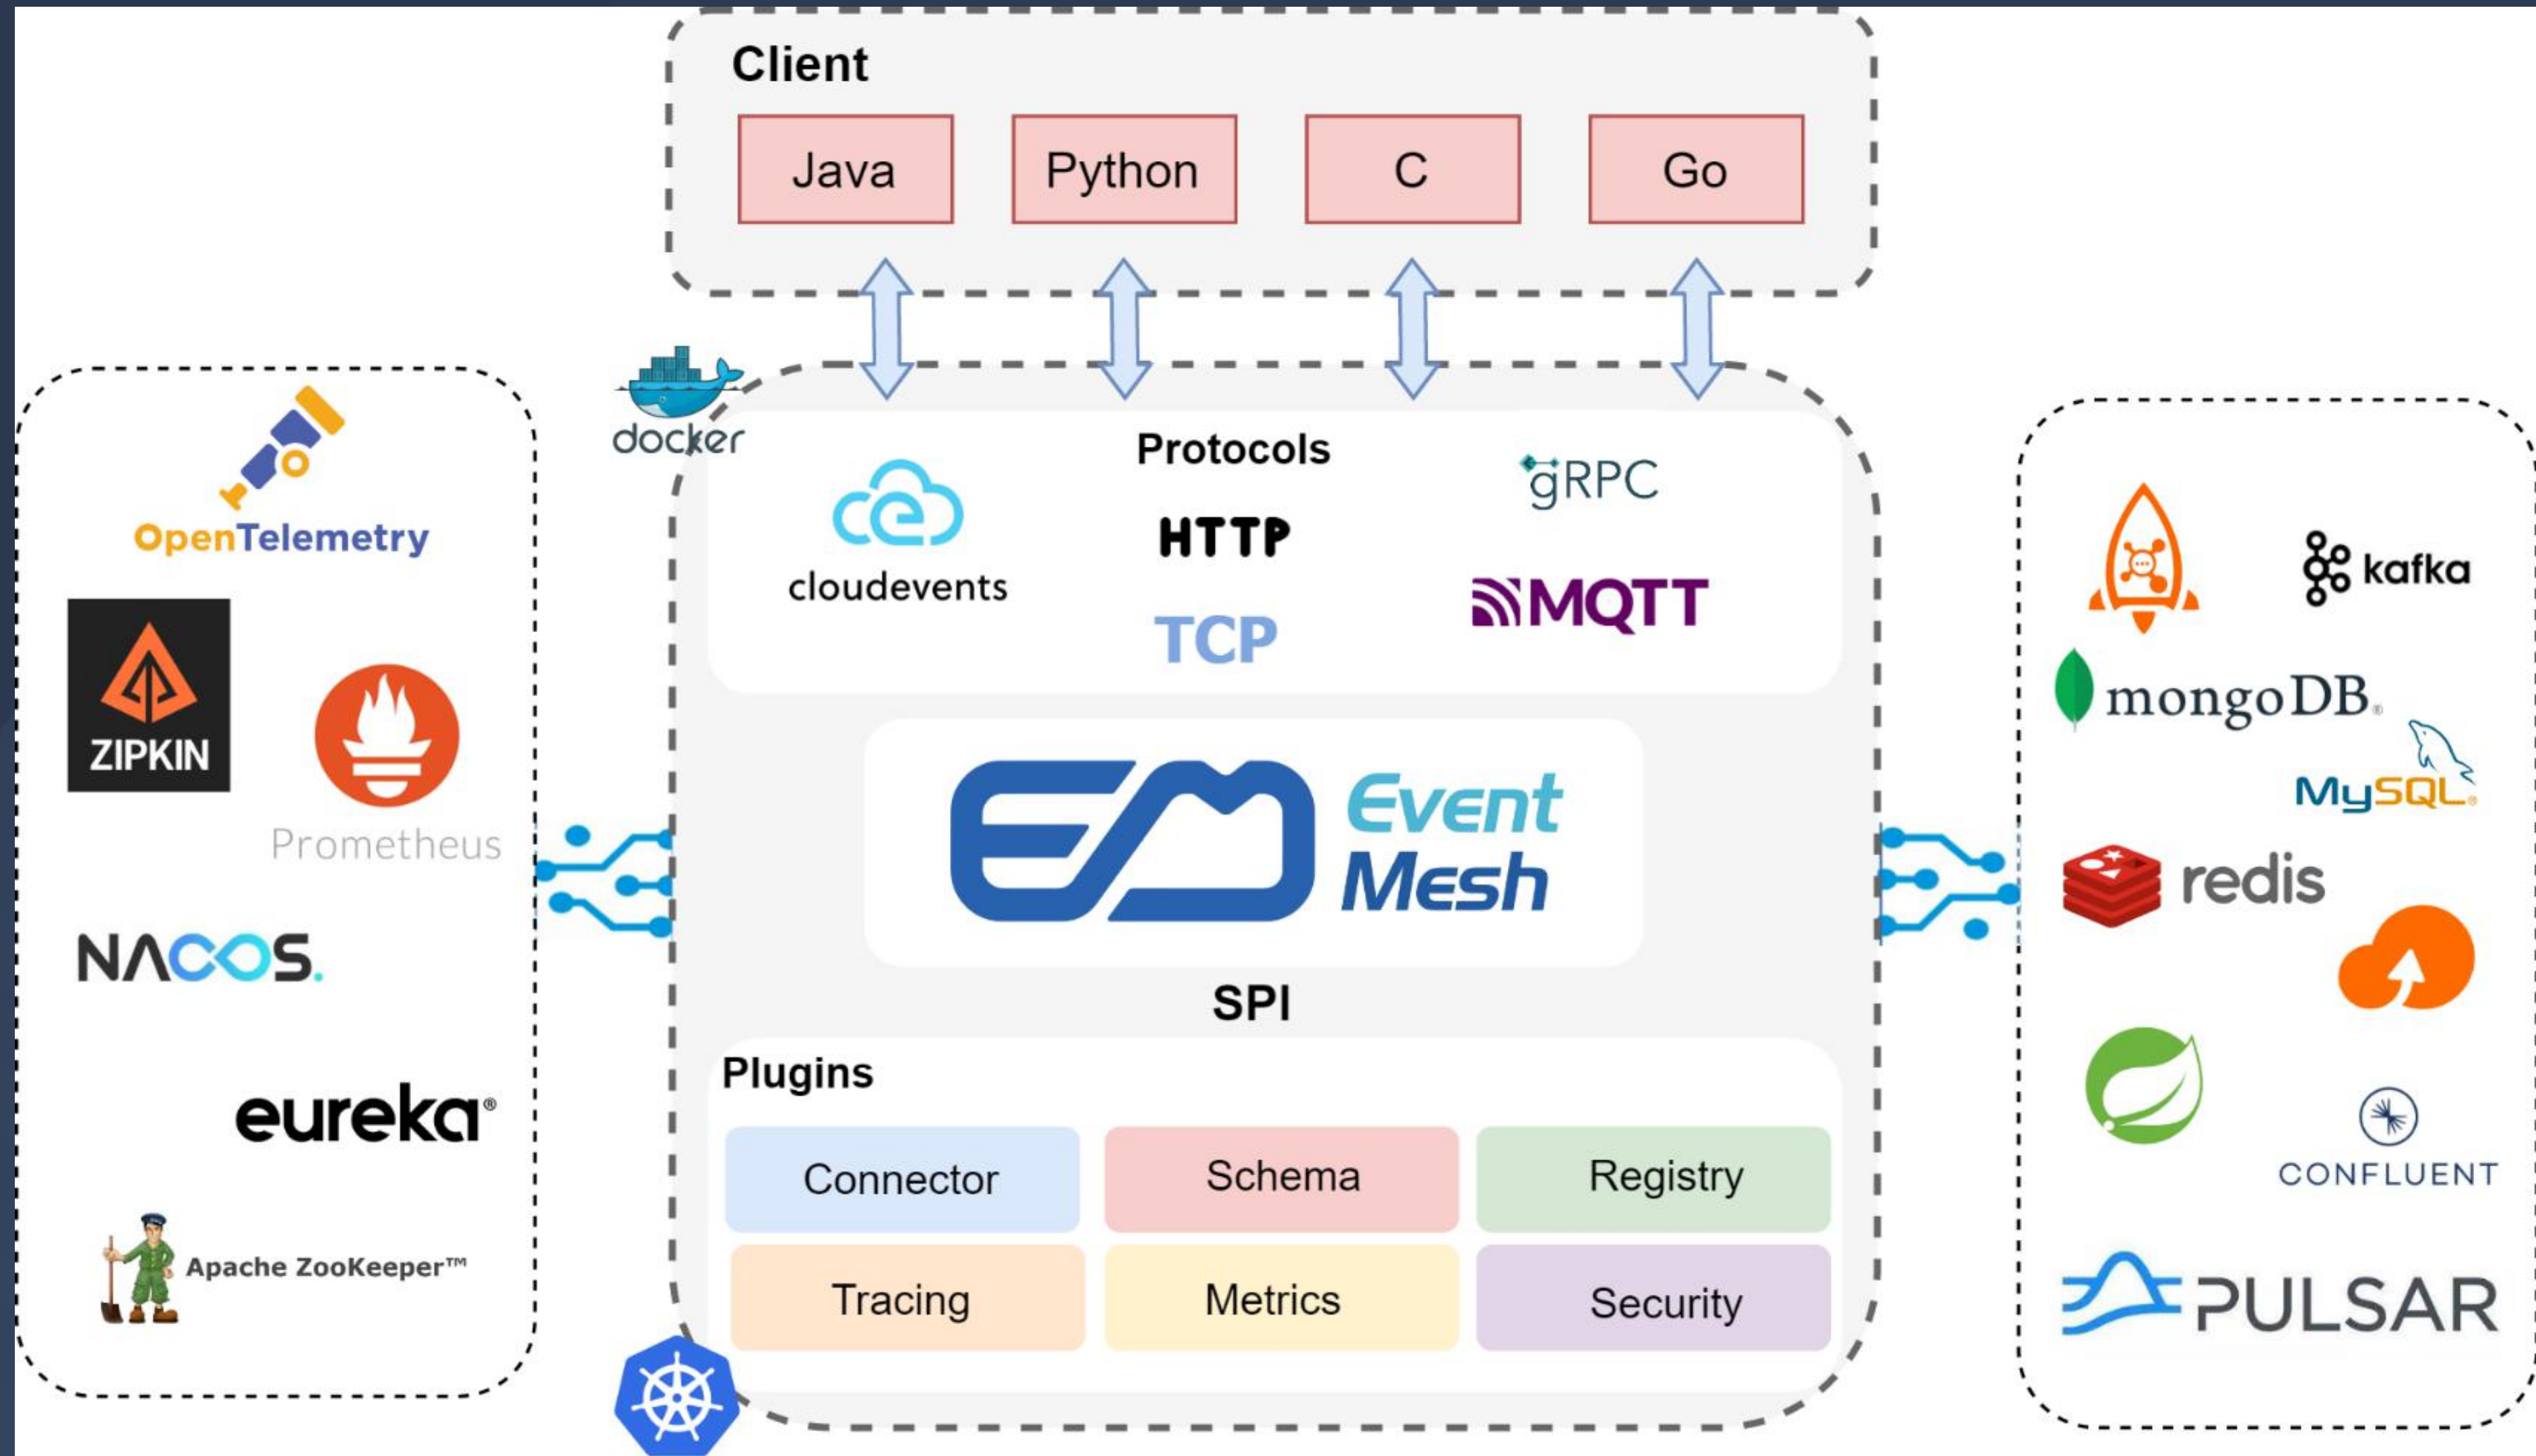 Client
Java
Python
C
Go
docker
Protocols
cloudevents
HTTP
TCP
gRPC
MQTT
OpenTelemetry
ZIPKIN
Prometheus
NACOS.
eureka®
Apache ZooKeeper™
Event
Mesh
SPI
Plugins
Connector
Schema
Registry
Tracing
Metrics
Security
kafka
mongoDB®
MySQL®
redis
CONFLUENT
PULSAR